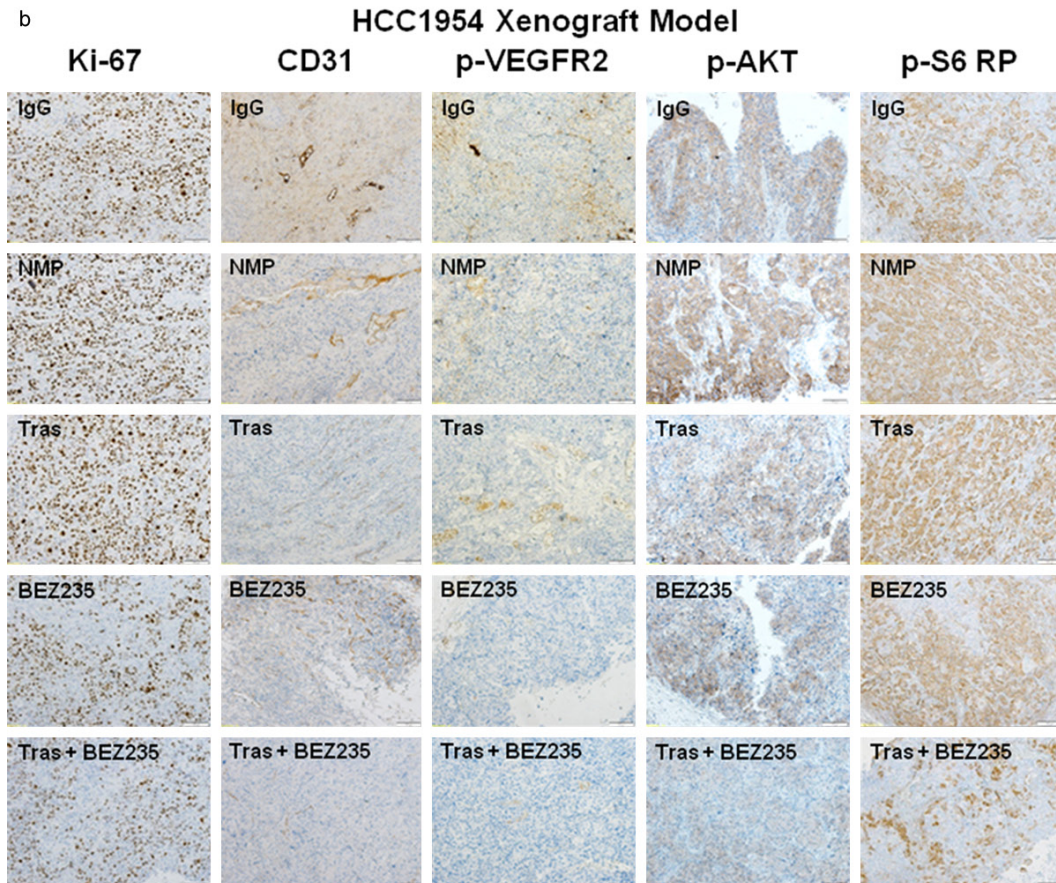 b
HCC1954 Xenograft Model
Ki-67 CD31 p-VEGFR2 p-AKT p-S6 RP
IgG IgG IgG IgG IgG
NMP NMP NMP NMP NMP
Tras Tras Tras Tras Tras
BEZ235 BEZ235 BEZ235 BEZ235 BEZ235
Tras + BEZ235 Tras + BEZ235 Tras + BEZ235 Tras + BEZ235 Tras + BEZ235